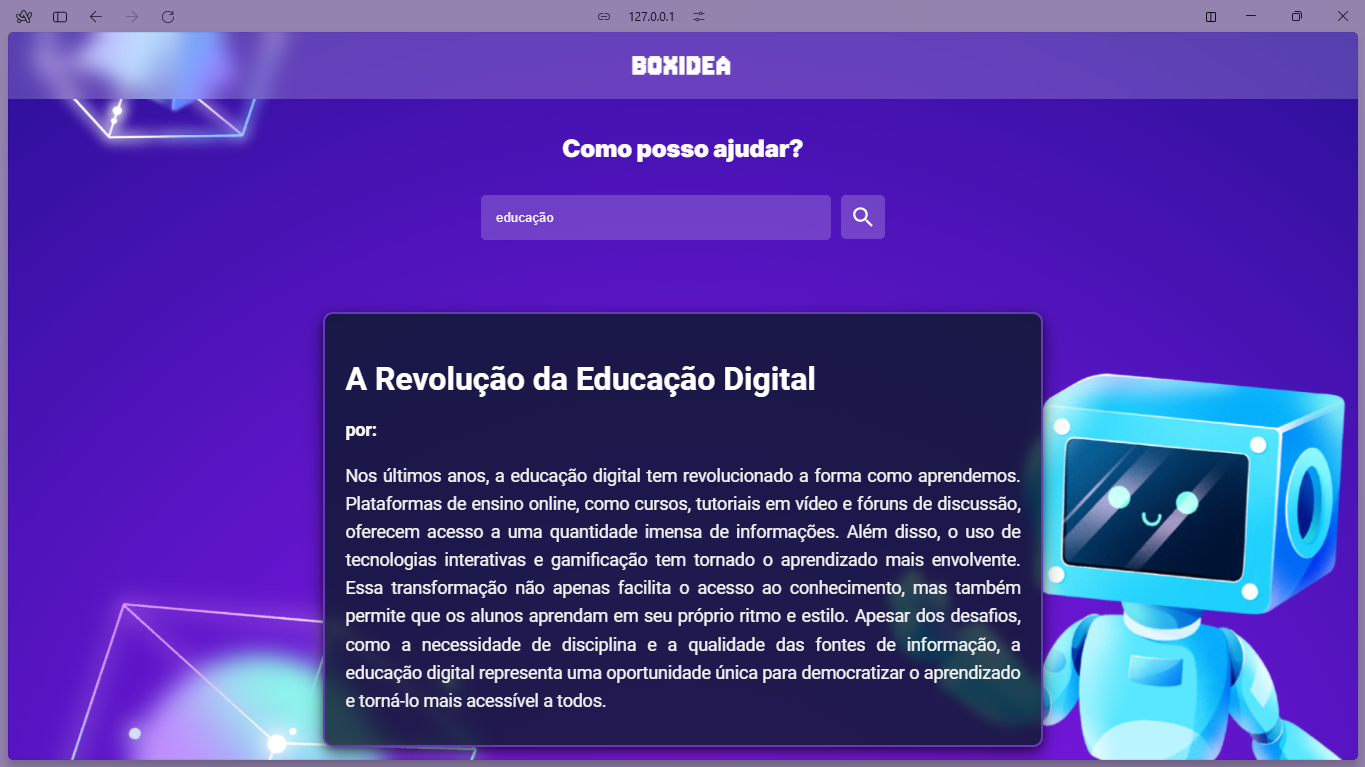 127.0.0.1
BOXIDEA
Como posso ajudar?
educação
A Revolução da Educação Digital
por:
Nos últimos anos, a educação digital tem revolucionado a forma como aprendemos.
Plataformas de ensino online, como cursos, tutoriais em vídeo e fóruns de discussão,
oferecem acesso a uma quantidade imensa de informações. Além disso, o uso de
tecnologias interativas e gamificação tem tornado o aprendizado mais envolvente.
Essa transformação não apenas facilita o acesso ao conhecimento, mas também
permite que os alunos aprendam em seu próprio ritmo e estilo. Apesar dos desafios,
como a necessidade de disciplina e a qualidade das fontes de informação, a
educação digital representa uma oportunidade única para democratizar o aprendizado
e torná-lo mais acessível a todos.